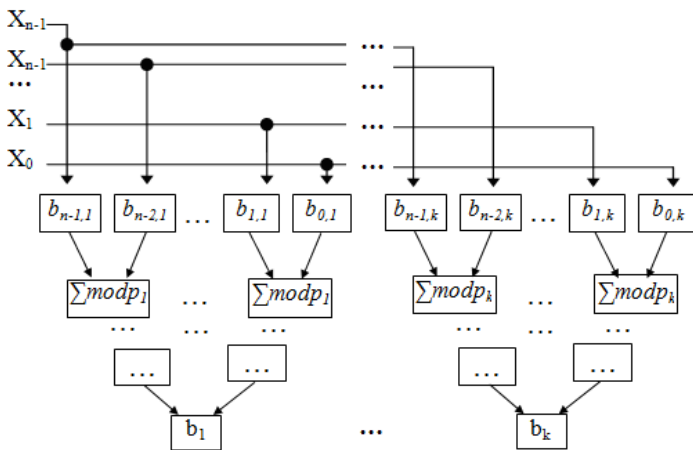 Xn-1
...
Xn-1
... ...
X1
...
X0
...
bn-1,1 bn-2,1 ... b1,1 b0,1 bn-1,k bn-2,k ... b1,k b0,k
∑modp1 ... ∑modp1 ∑modpk ... ∑modpk
... ... ... ... ... ...
... ... ... ...
b1 ... bk